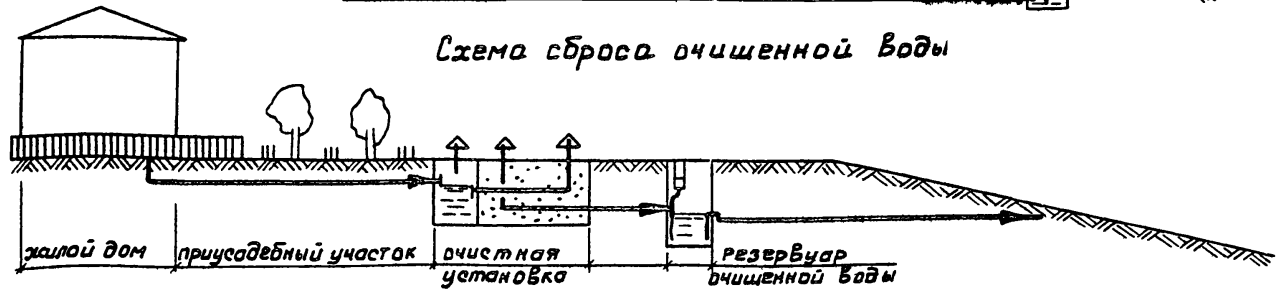 Схема сброса очищенной воды
жилой дом
приусадебный участок
очистная
установка
резервуар
очищенной воды